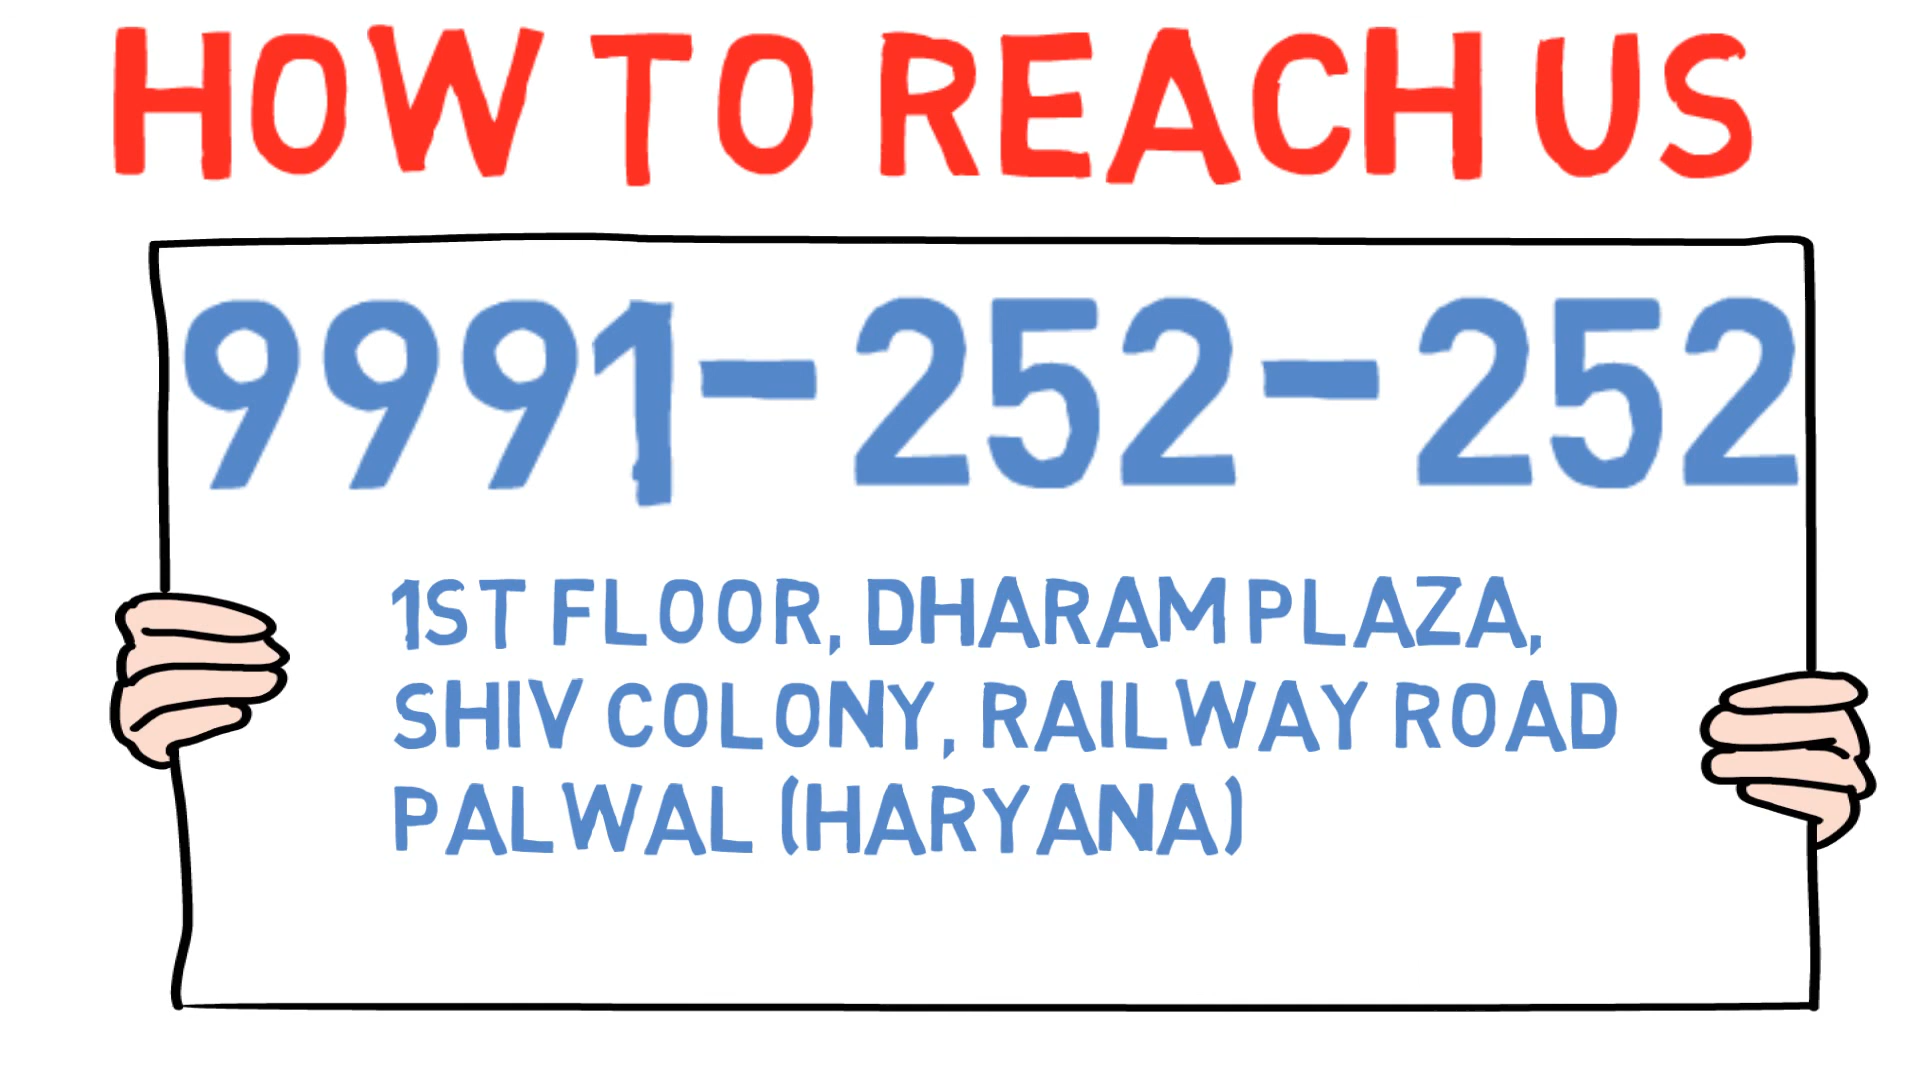 HOW TO REACH US
9991-252-252
1ST FLOOR, DHARAM PLAZA,
SHIV COLONY, RAILWAY ROAD
PALWAL (HARYANA)